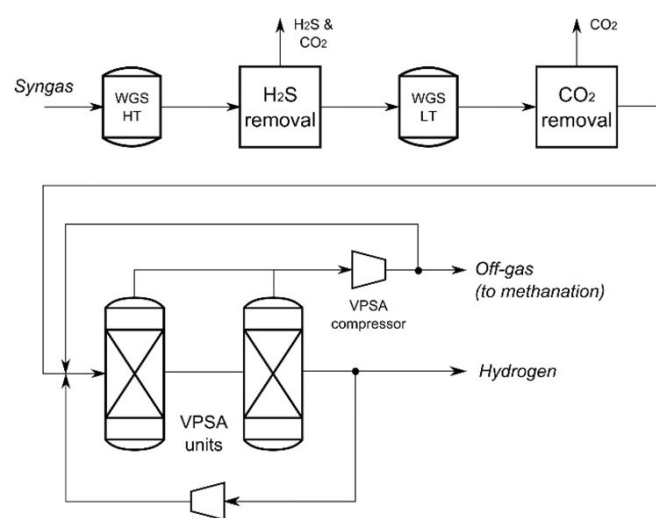 H2S &
CO2
CO2
Syngas
WGS
HT
H2S
removal
WGS
LT
CO2
removal
Off-gas
(to methanation)
VPSA
compressor
Hydrogen
VPSA
units